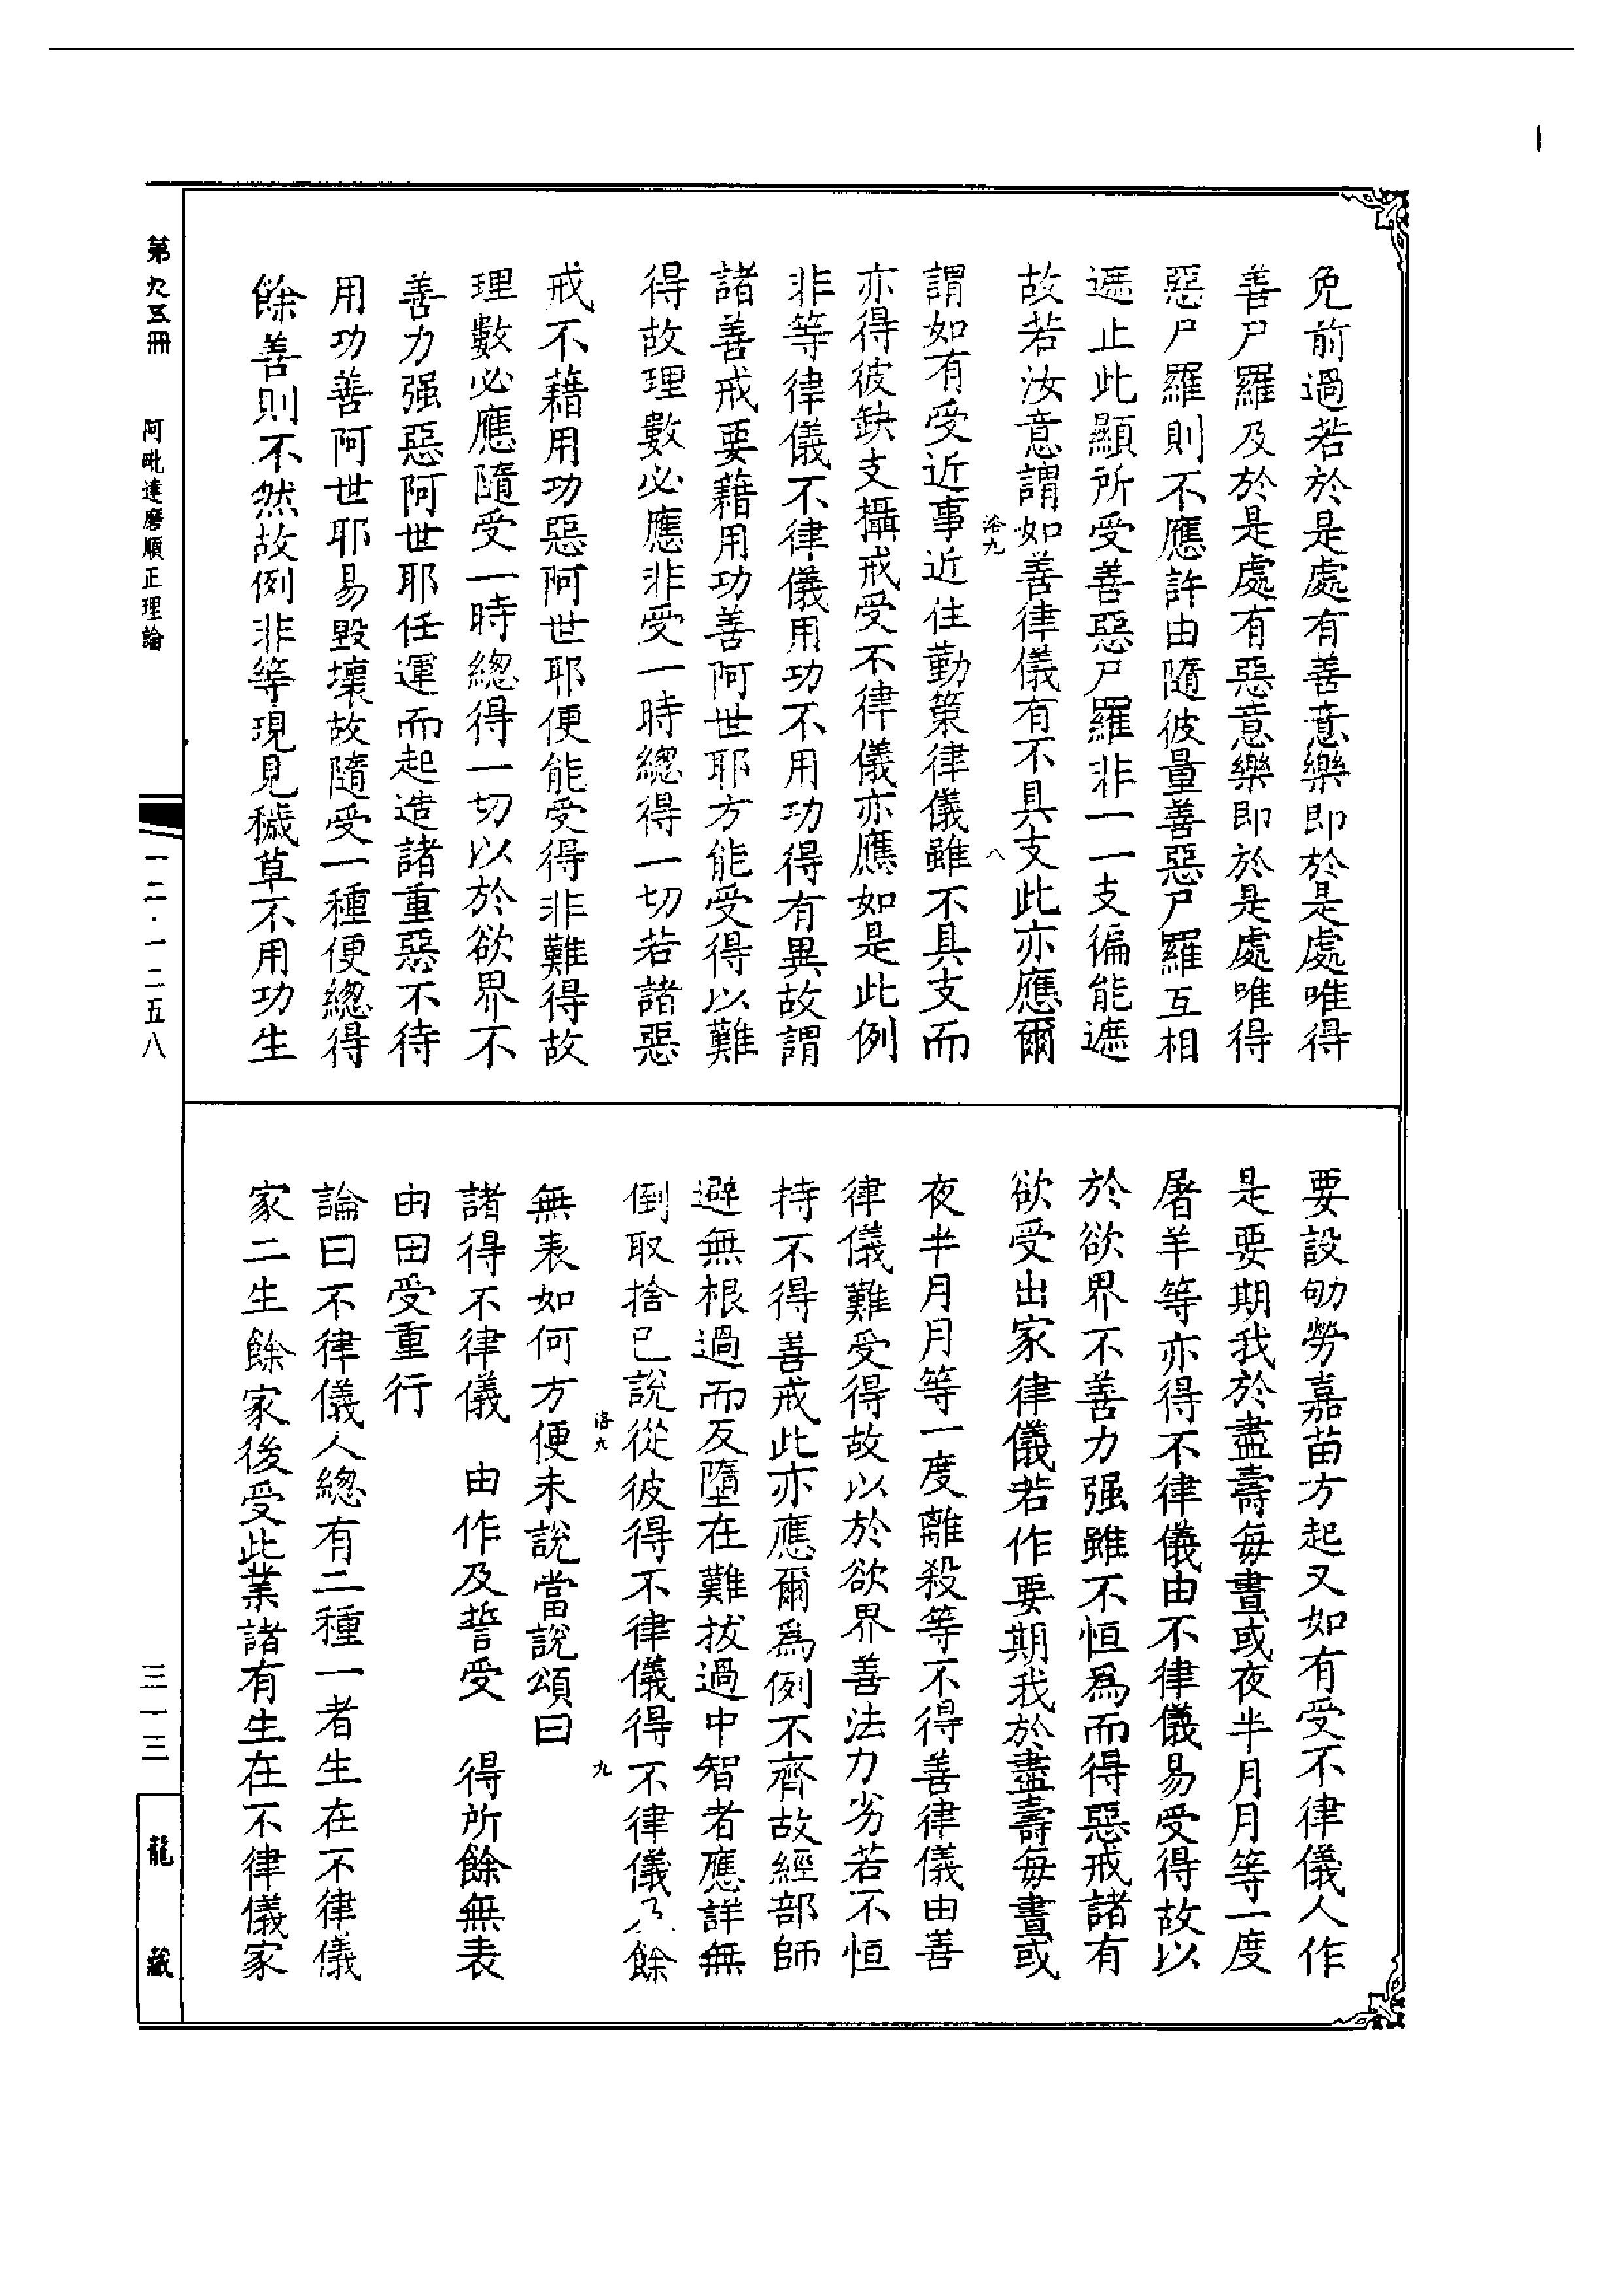 免前過若於是處有善意樂即於是處唯得
善尸羅及於是處有惡意樂即於是處唯得
惡尸羅則不應許由隨彼量善惡尸羅互相
遮止此顯所受善惡尸羅非一一支徧能遮
故若汝意謂如善律儀有不具支此亦應爾
洛九
八
謂如有受近事近住勤策律儀雖不具支而
亦得彼缺支攝戒受不律儀亦應如是此例
非等律儀不律儀用功不用功得有異故謂
諸善戒要藉用功善阿世耶方能受得以難
得故理數必應非受一時總得一切若諸惡
戒不藉用功惡阿世耶便能受得非難得故
理數必應隨受一時總得一切以於欲界不
善力强惡阿世耶任運而起造諸重惡不待
用功善阿世耶易毀壞故隨受一種便總得
餘善則不然故例非等現見穢草不用功生
要設劬勞嘉苗方起又如有受不律儀人作
是要期我於盡壽每晝或夜半月月等一度
屠羊等亦得不律儀由不律儀易受得故以
於欲界不善力强雖不恒爲而得惡戒諸有
欲受出家律儀若作要期我於盡壽每晝或
夜半月月等一度離殺等不得善律儀由善
律儀難受得故以於欲界善法力劣若不恒
持不得善戒此亦應爾爲例不齊故經部師
避無根過而反墮在難拔過中智者應詳無
倒取捨已說從彼得不律儀得不律儀及餘
洛九
九
無表如何方便未說當說頌曰
諸得不律儀　由作及誓受　得所餘無表
由田受重行
論曰不律儀人總有二種一者生在不律儀
家二生餘家後受此業諸有生在不律儀家
第九五冊　阿毗達磨順正理論
一二·一二五八
三一三
龍藏